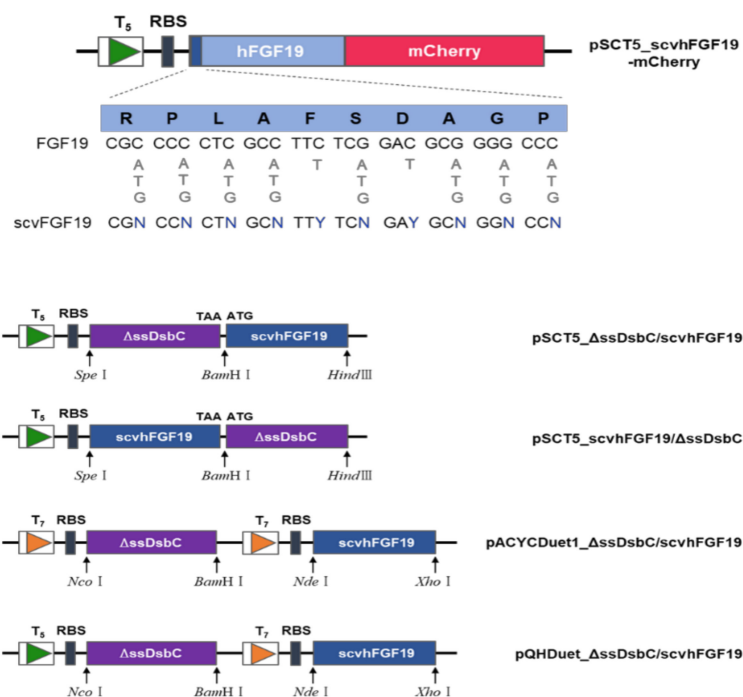 T5 RBS
hFGF19 mCherry
pSCT5_scvhFGF19
-mCherry
R P L A F S D A G P
FGF19 CGC CCC CTC GCC TTC TCG GAC GCG GGG CCC
A A A A T A T A A A
T T T T T T T T
G G G G G G G G
scvFGF19 CGN CCN CTN GCN TTY TCN GAY GCN GGN CCN
T5 RBS TAA ATG
ΔssDsbC scvhFGF19
pSCT5_ΔssDsbC/scvhFGF19
Spe I BamH I HindIII
T5 RBS TAA ATG
scvhFGF19 ΔssDsbC
pSCT5_scvhFGF19/ΔssDsbC
Spe I BamH I HindIII
T7 RBS T7 RBS
ΔssDsbC scvhFGF19
pACYCDuet1_ΔssDsbC/scvhFGF19
Nco I BamH I Nde I Xho I
T5 RBS T7 RBS
ΔssDsbC scvhFGF19
pQHDuet_ΔssDsbC/scvhFGF19
Nco I BamH I Nde I Xho I